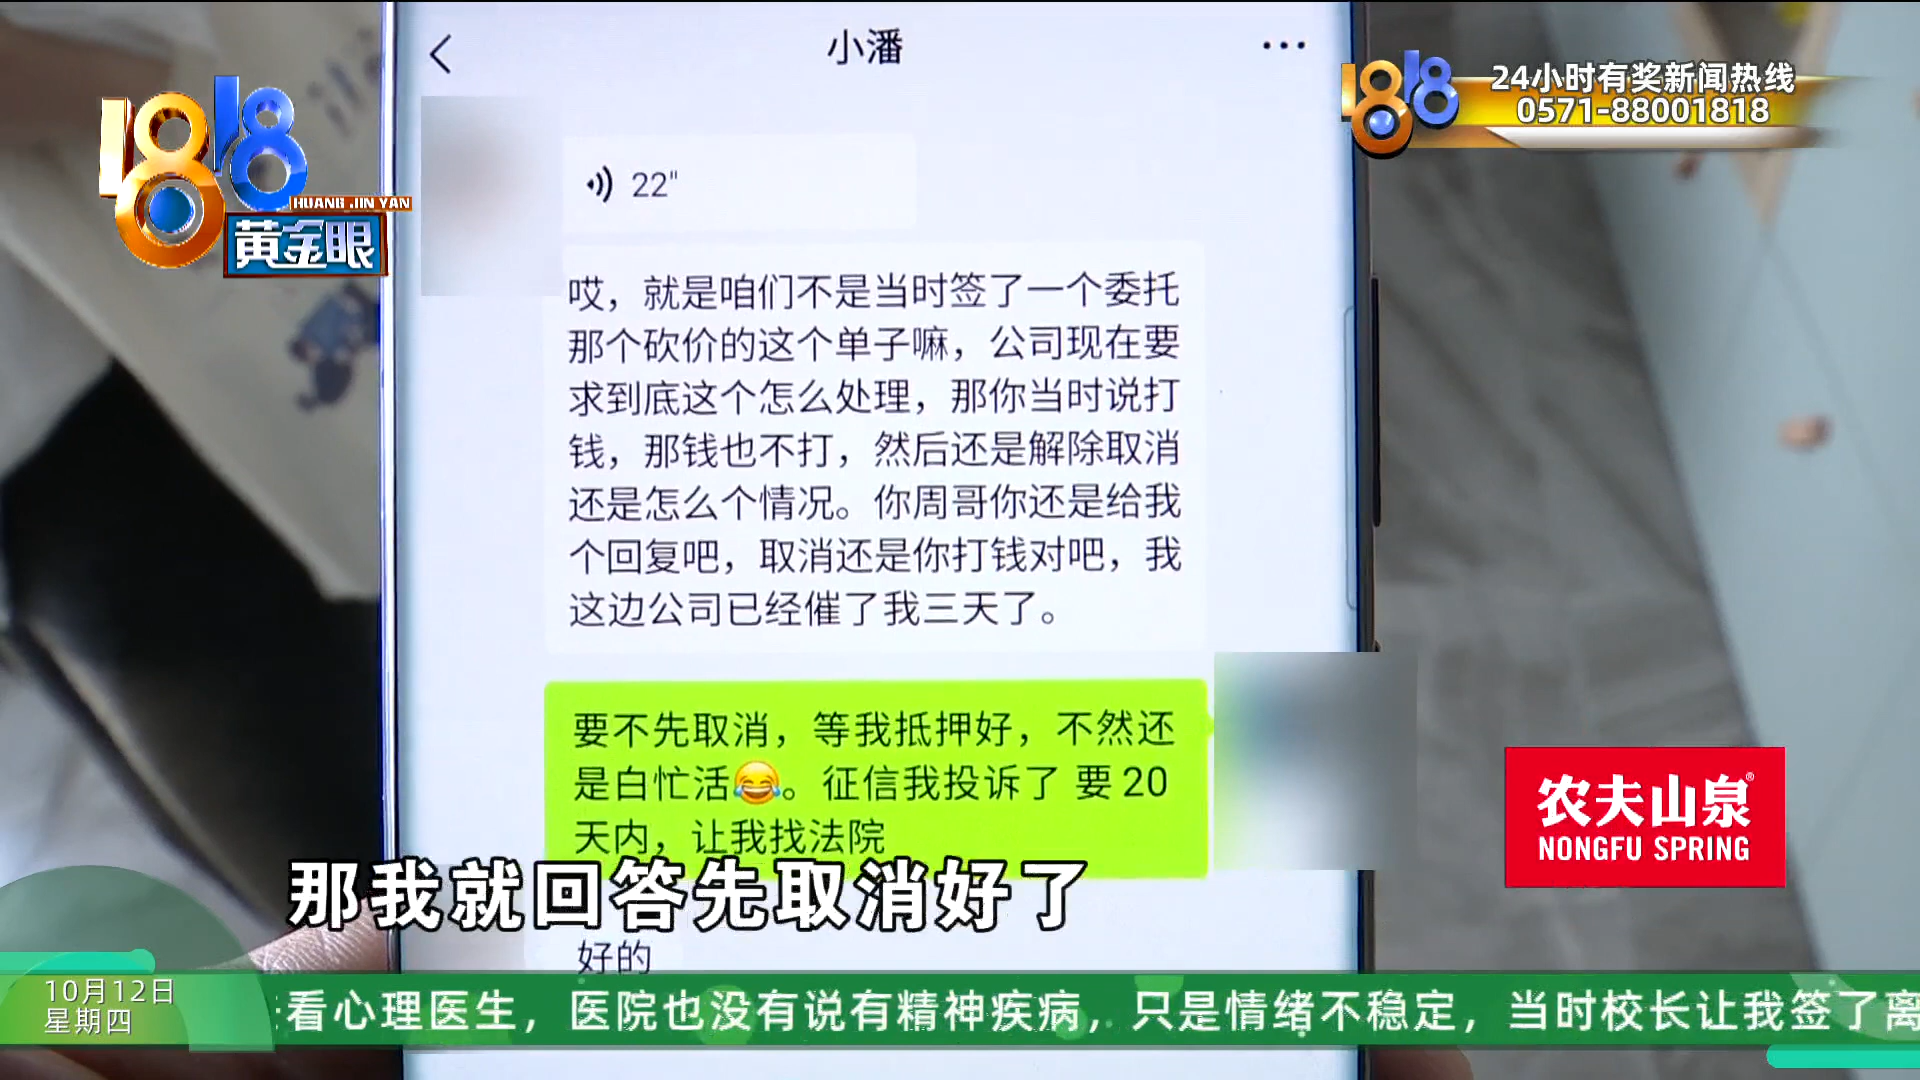 小潘
1818
HUANG JIN YAN
黄金眼
1818
24小时有奖新闻热线
0571-88001818
22"
哎，就是咱们不是当时签了一个委托
那个砍价的这个单子嘛，公司现在要
求到底这个怎么处理，那你当时说打
钱，那钱也不打，然后还是解除取消
还是怎么个情况。你周哥你还是给我
个回复吧，取消还是你打钱对吧，我
这边公司已经催了我三天了。
要不先取消，等我抵押好，不然还
是白忙活😂。征信我投诉了 要20
天内，让我找法院
农夫山泉®
NONGFU SPRING
那我就回答先取消好了
好的
10月12日
星期四
看心理医生，医院也没有说有精神疾病，只是情绪不稳定，当时校长让我签了离